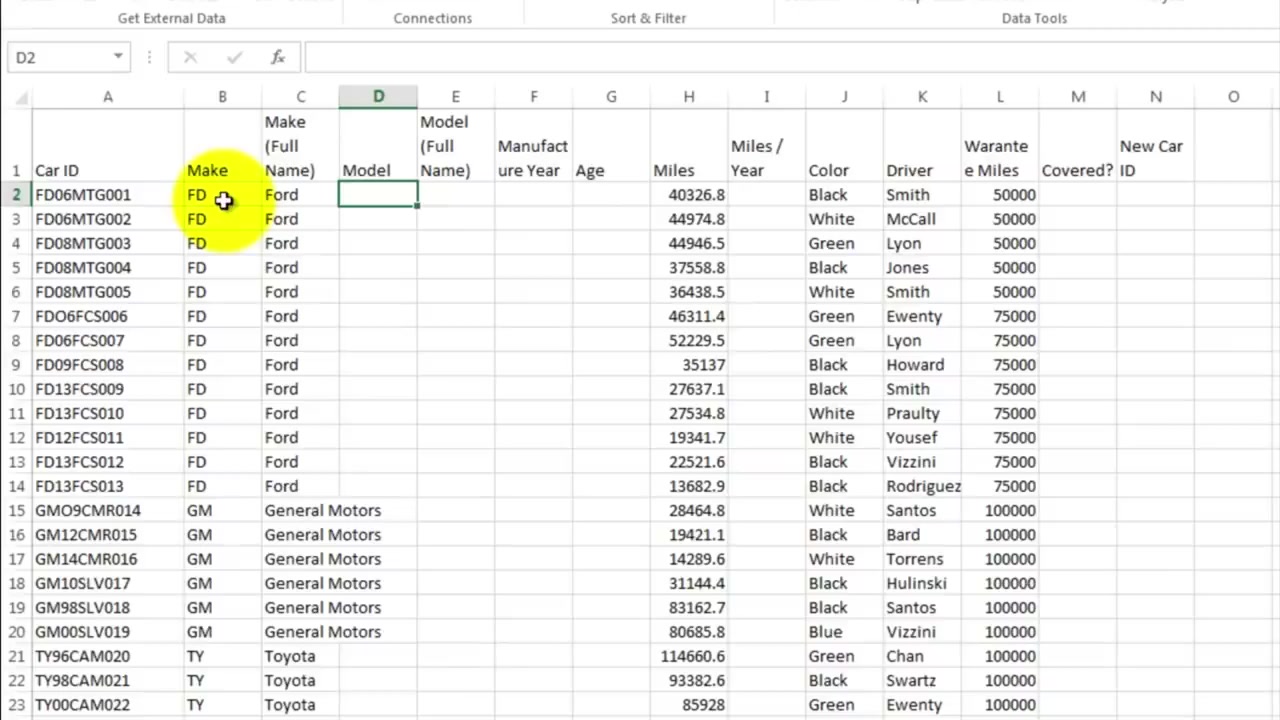 Get External Data Connections Sort & Filter Data Tools
D2 fx
A B C D E F G H I J K L M N O
Make Model
(Full (Full Manufact Miles / Warante New Car
1 Car ID Make Name) Model Name) ure Year Age Miles Year Color Driver e Miles Covered? ID
2 FD06MTG001 FD Ford 40326.8 Black Smith 50000
3 FD06MTG002 FD Ford 44974.8 White McCall 50000
4 FD08MTG003 FD Ford 44946.5 Green Lyon 50000
5 FD08MTG004 FD Ford 37558.8 Black Jones 50000
6 FD08MTG005 FD Ford 36438.5 White Smith 50000
7 FDO6FCS006 FD Ford 46311.4 Green Ewenty 75000
8 FD06FCS007 FD Ford 52229.5 Green Lyon 75000
9 FD09FCS008 FD Ford 35137 Black Howard 75000
10 FD13FCS009 FD Ford 27637.1 Black Smith 75000
11 FD13FCS010 FD Ford 27534.8 White Praulty 75000
12 FD12FCS011 FD Ford 19341.7 White Yousef 75000
13 FD13FCS012 FD Ford 22521.6 Black Vizzini 75000
14 FD13FCS013 FD Ford 13682.9 Black Rodriguez 75000
15 GMO9CMR014 GM General Motors 28464.8 White Santos 100000
16 GM12CMR015 GM General Motors 19421.1 Black Bard 100000
17 GM14CMR016 GM General Motors 14289.6 White Torrens 100000
18 GM10SLV017 GM General Motors 31144.4 Black Hulinski 100000
19 GM98SLV018 GM General Motors 83162.7 Black Santos 100000
20 GM00SLV019 GM General Motors 80685.8 Blue Vizzini 100000
21 TY96CAM020 TY Toyota 114660.6 Green Chan 100000
22 TY98CAM021 TY Toyota 93382.6 Black Swartz 100000
23 TY00CAM022 TY Toyota 85928 Green Ewenty 100000